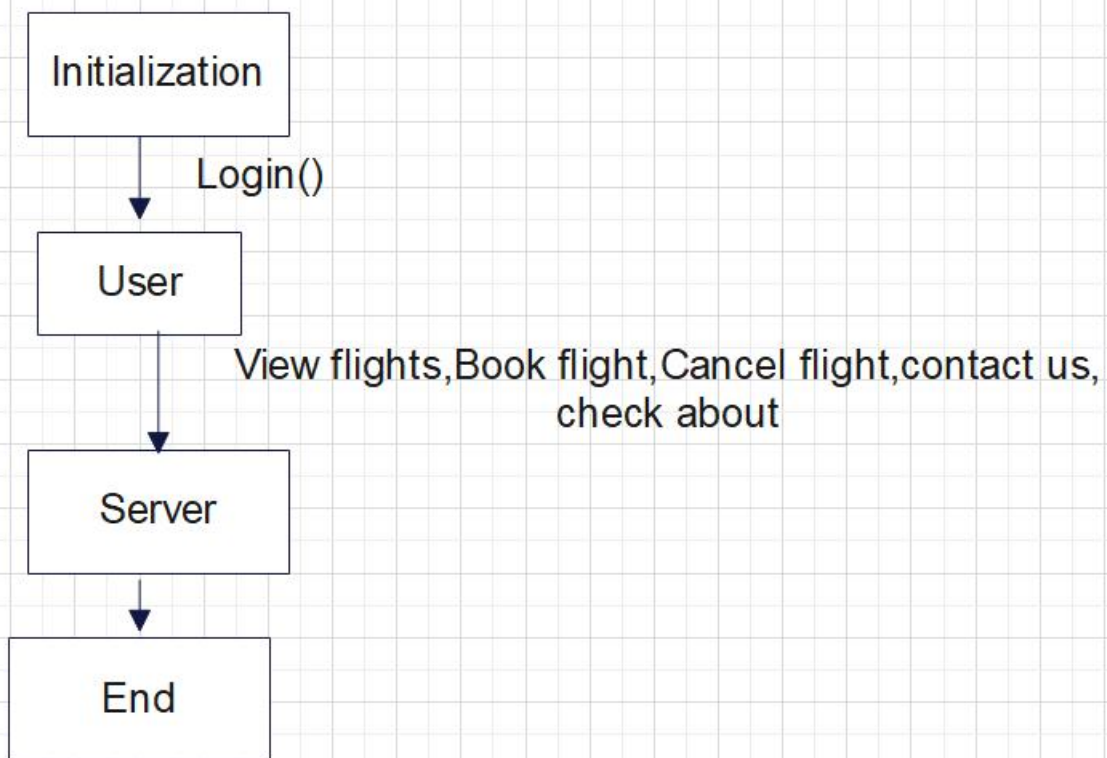 Initialization
Login()
User
View flights,Book flight,Cancel flight,contact us,
check about
Server
End